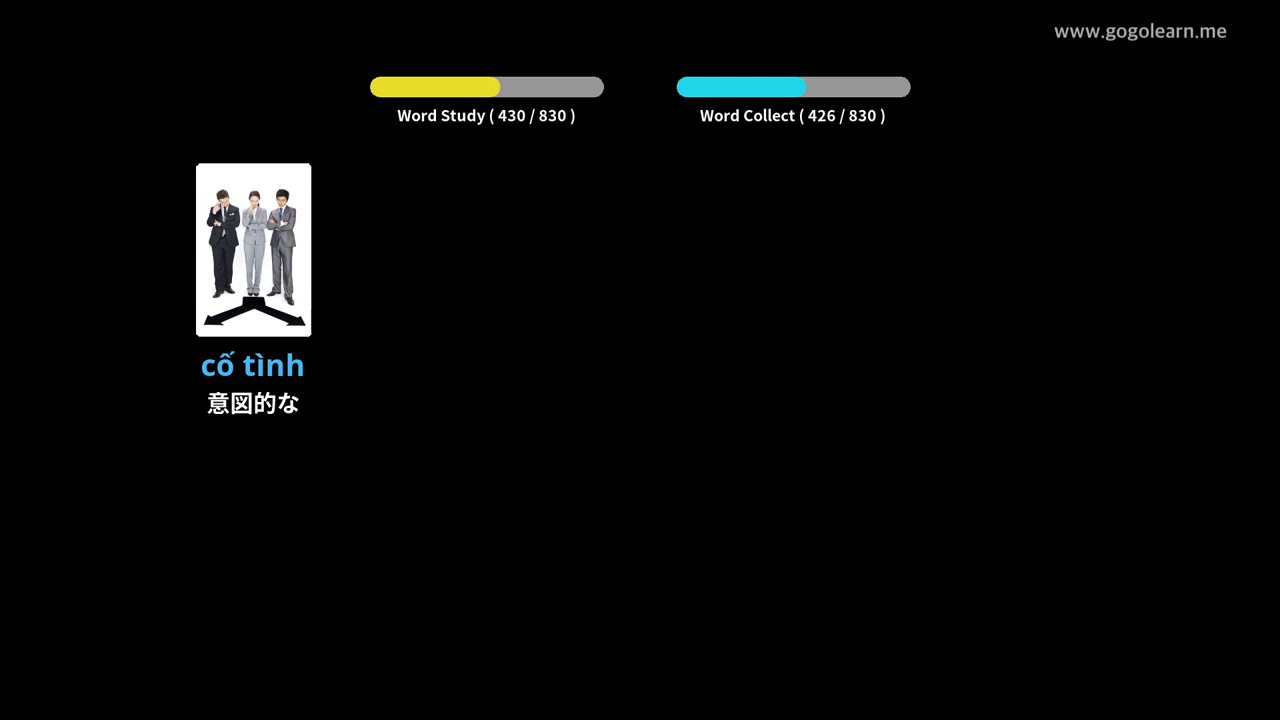 www.gogolearn.me
Word Study ( 430 / 830 )
Word Collect ( 426 / 830 )
cố tình
意図的な